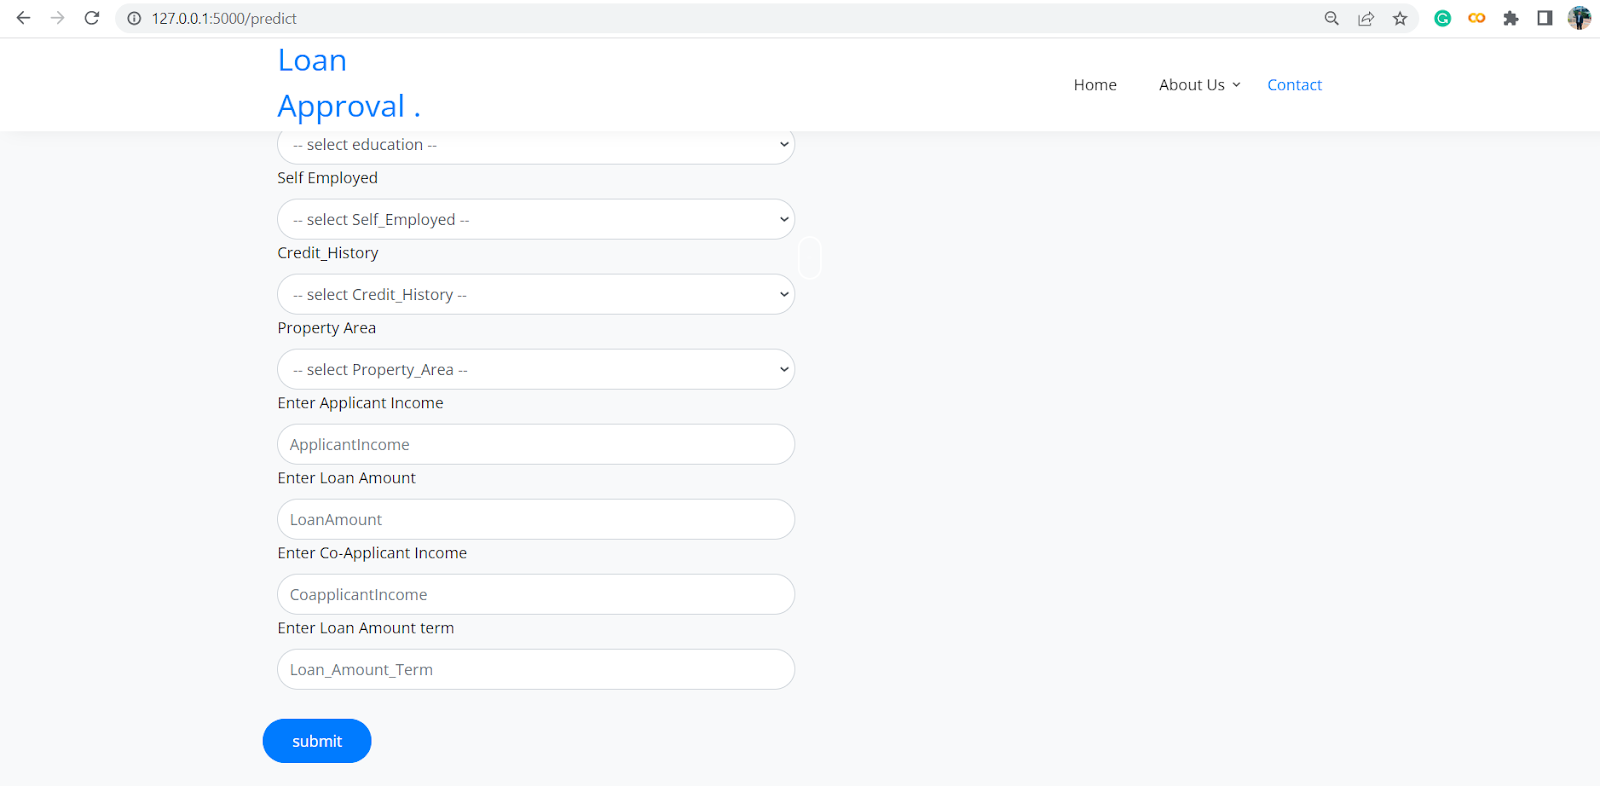 127.0.0.1:5000/predict
Loan
Approval .
Home
About Us
Contact
-- select education --
Self Employed
-- select Self_Employed --
Credit_History
-- select Credit_History --
Property Area
-- select Property_Area --
Enter Applicant Income
ApplicantIncome
Enter Loan Amount
LoanAmount
Enter Co-Applicant Income
CoapplicantIncome
Enter Loan Amount term
Loan_Amount_Term
submit